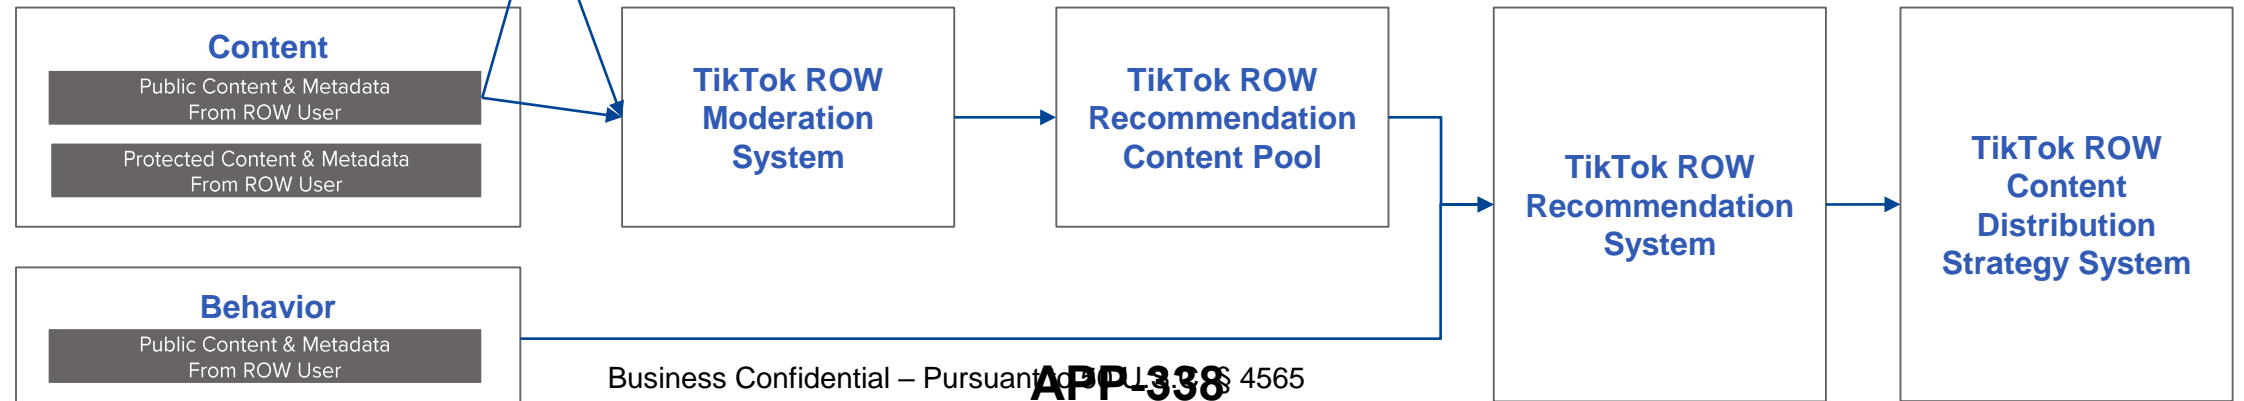 Content
Public Content & Metadata
From ROW User
Protected Content & Metadata
From ROW User
TikTok ROW
Moderation
System
TikTok ROW
Recommendation
Content Pool
TikTok ROW
Recommendation
System
TikTok ROW
Content
Distribution
Strategy System
Behavior
Public Content & Metadata
From ROW User
Business Confidential – Pursuant to 50 U.S.C. § 4565
APP-338